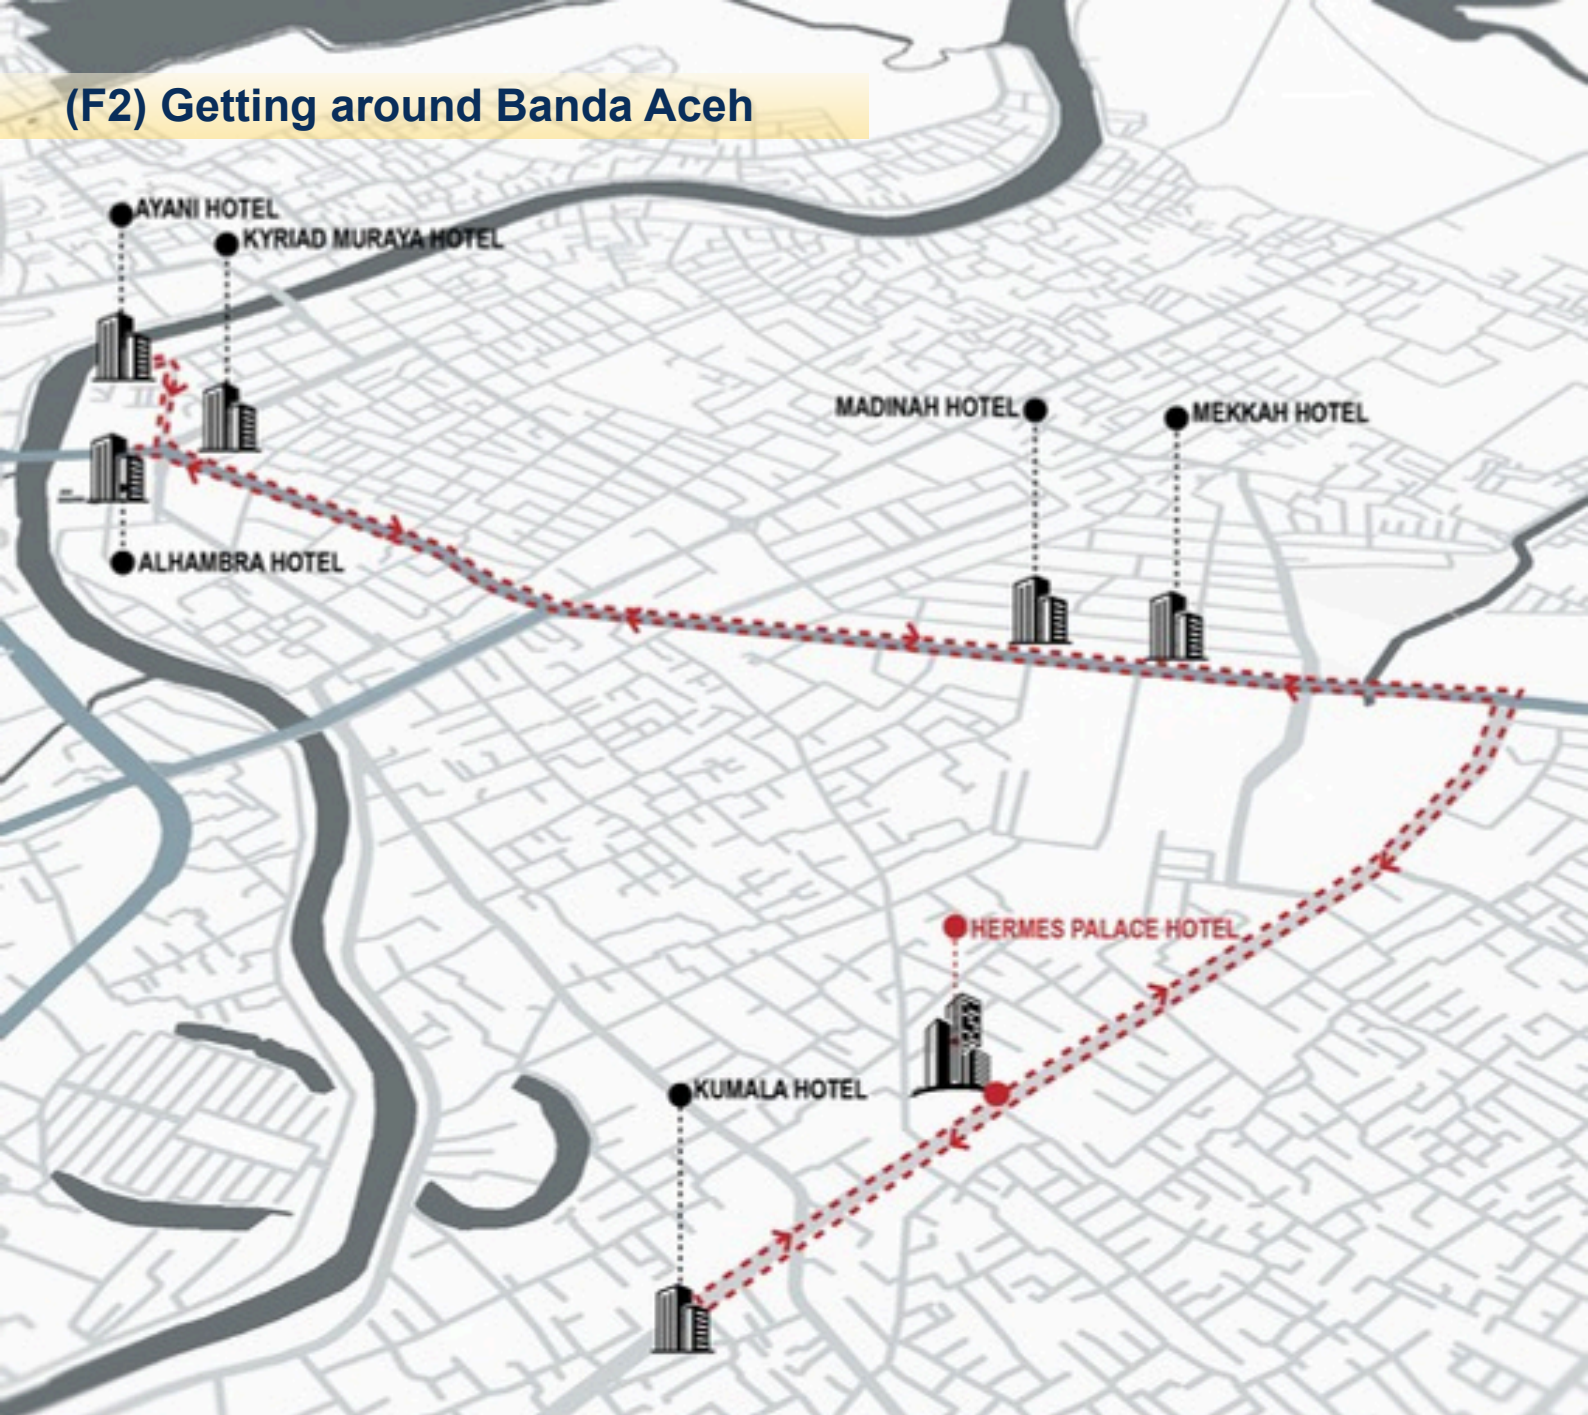 (F2) Getting around Banda Aceh
AYANI HOTEL
KYRIAD MURAYA HOTEL
MADINAH HOTEL
MEKKAH HOTEL
ALHAMBRA HOTEL
HERMES PALACE HOTEL
KUMALA HOTEL